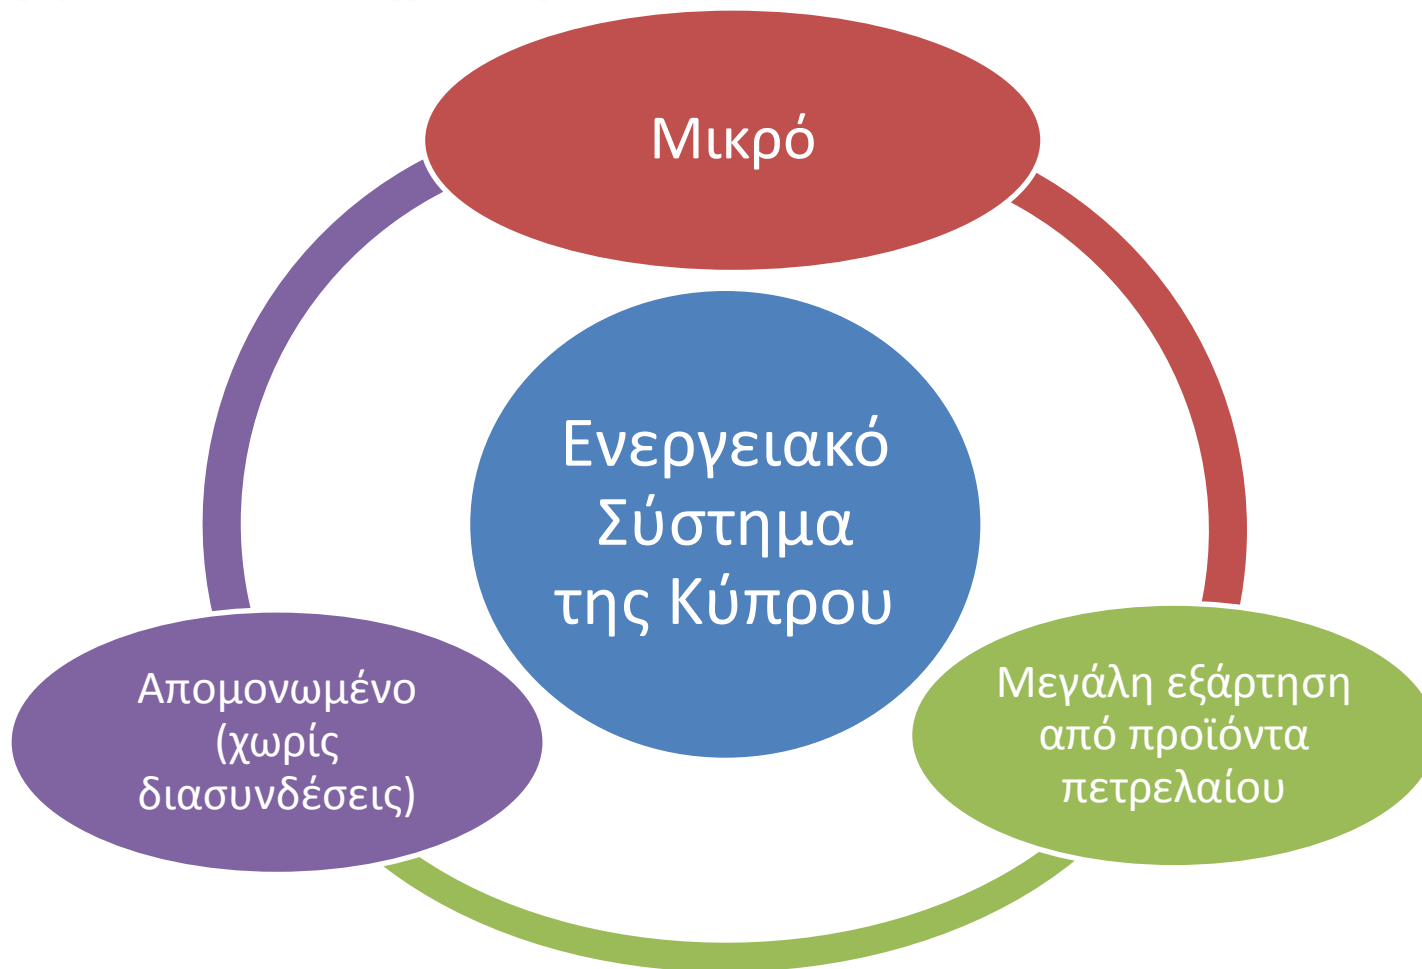 Μικρό
Ενεργειακό
Σύστημα
της Κύπρου
Απομονωμένο
(χωρίς
διασυνδέσεις)
Μεγάλη εξάρτηση
από προϊόντα
πετρελαίου